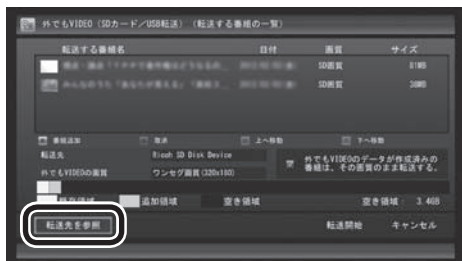 外でもVIDEO (SDカード/USB転送) (転送する番組の一覧)
転送する番組名 日付 画質 サイズ
SD画質 81MB
SD画質 38MB
番組追加 取消 上へ移動 下へ移動
転送先 Ricoh SD Disk Device
外でもVIDEOの画質 ワンセグ画質(320x180)
外でもVIDEOのデータが作成済みの
番組は、その画質のまま転送する。
既存領域 追加領域 空き領域 空き領域: 3.4GB
転送先を参照 転送開始 キャンセル